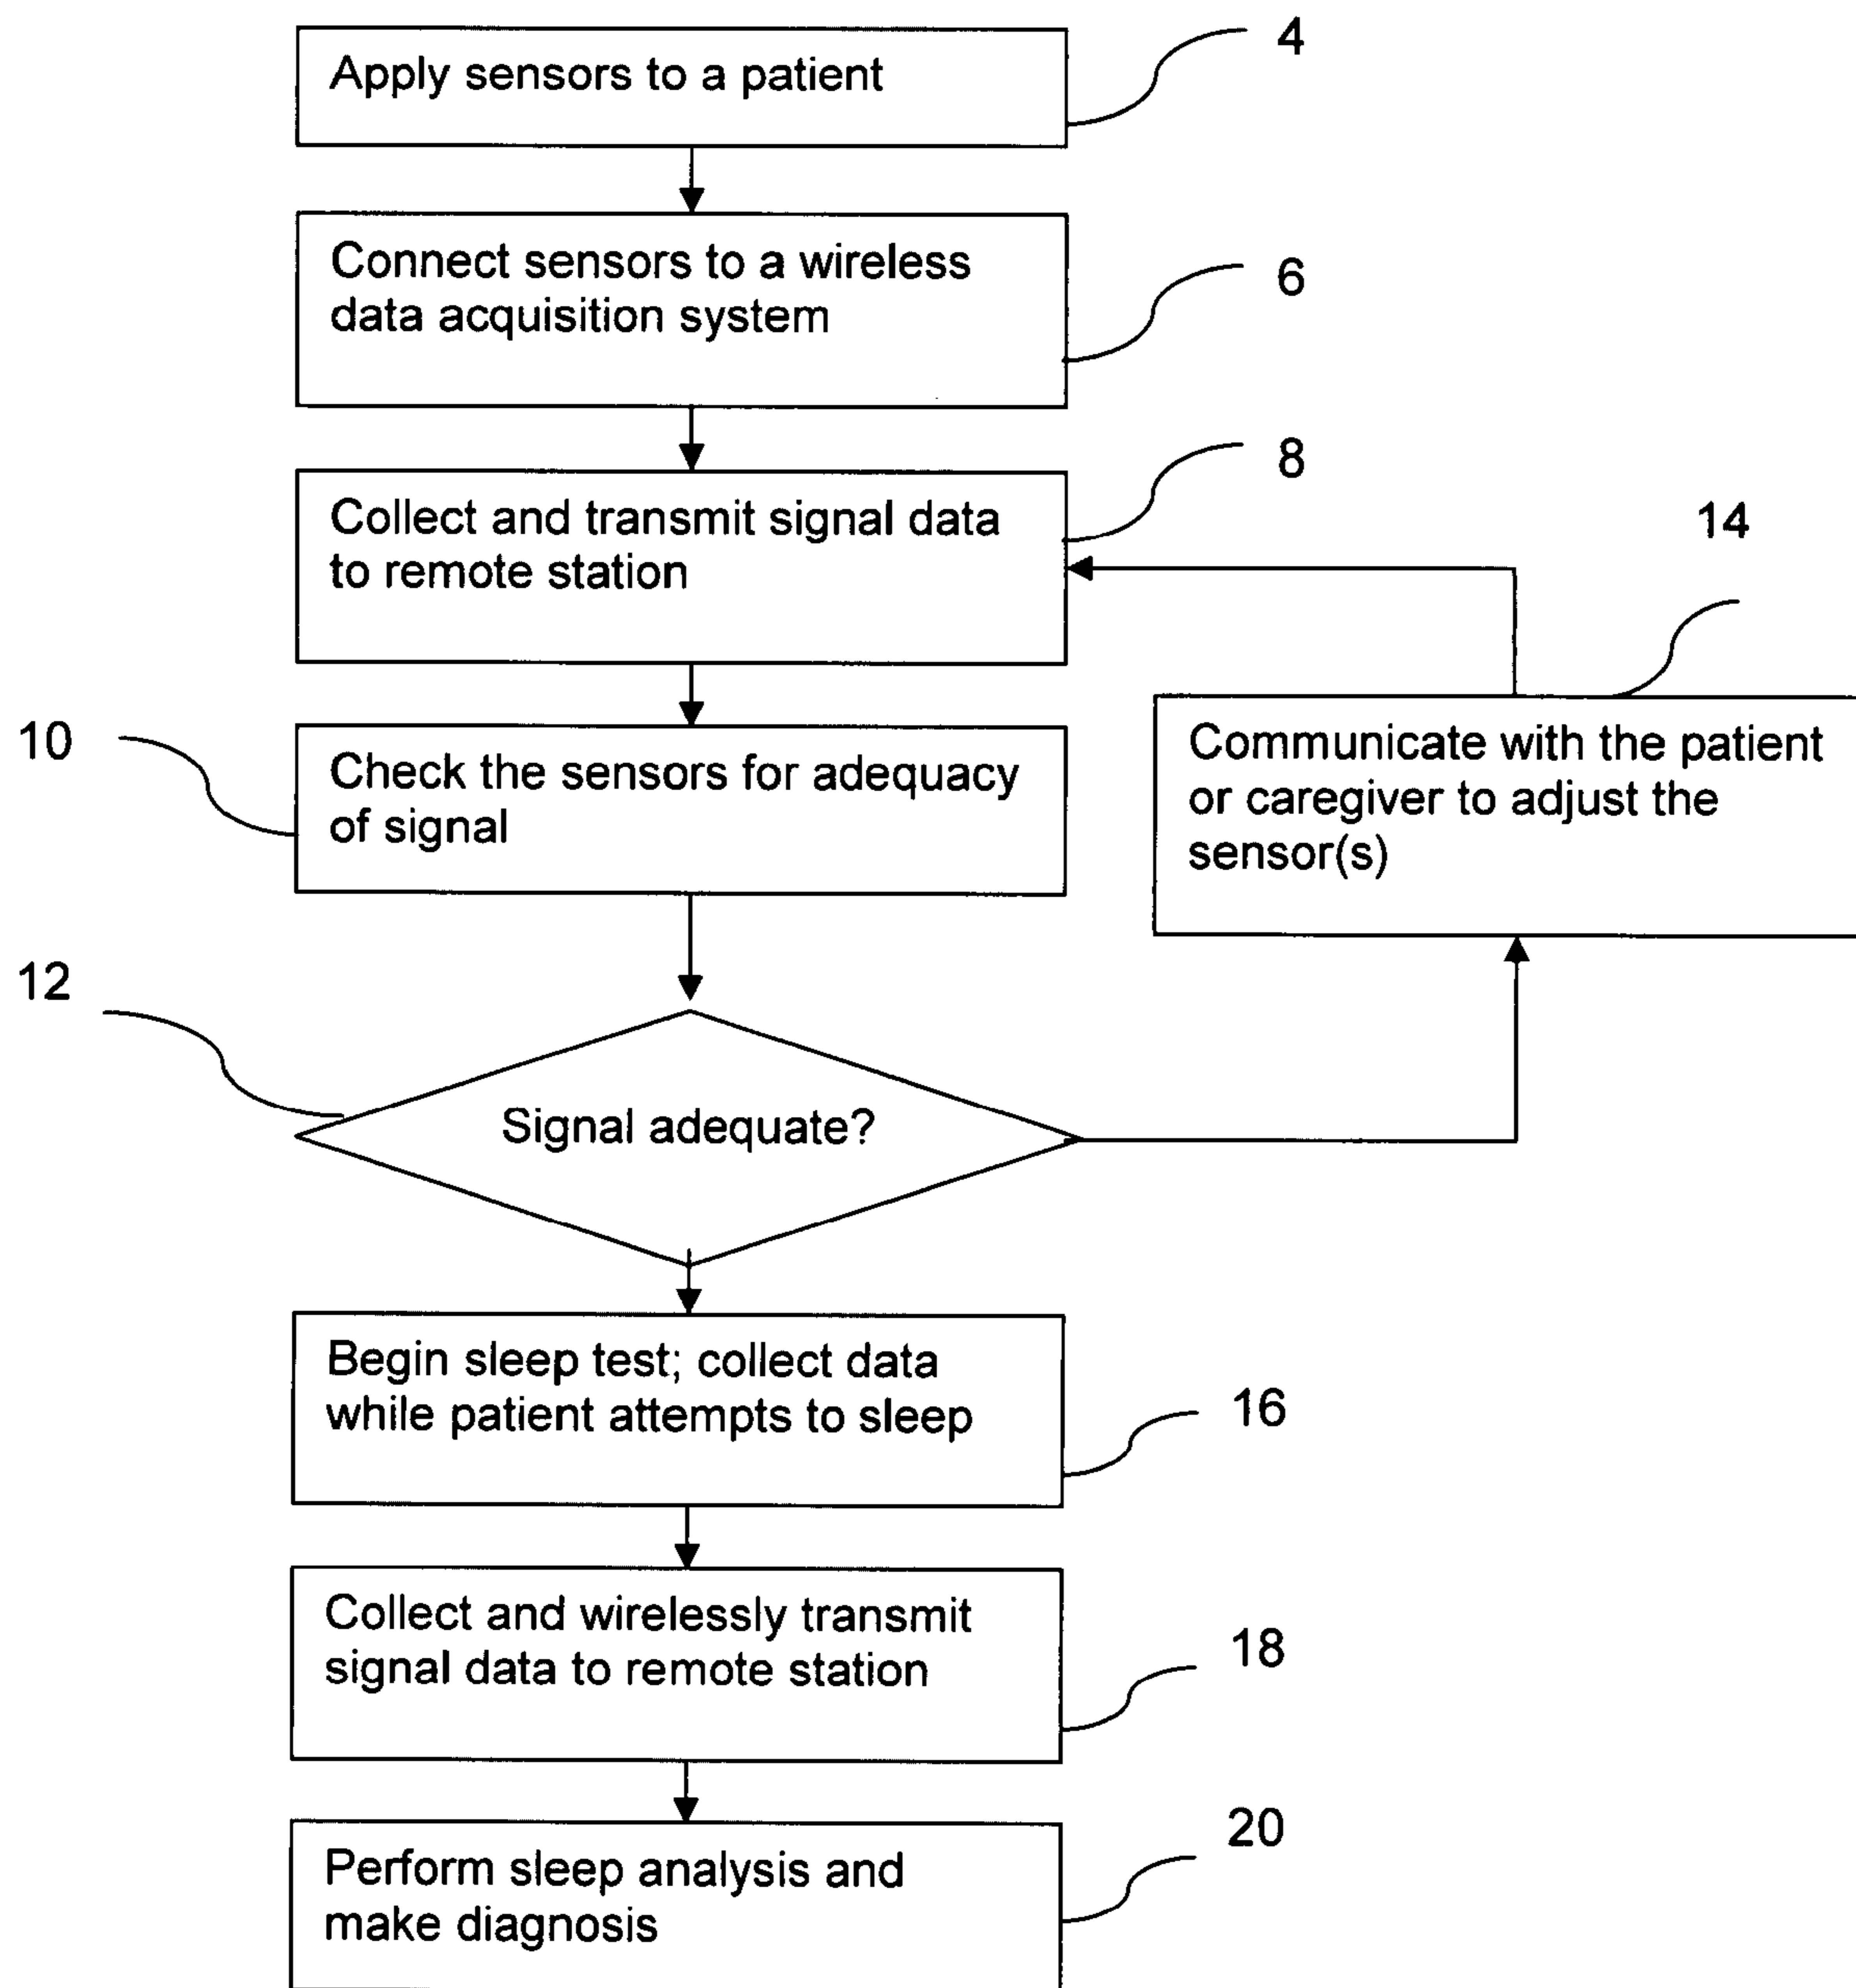 Apply sensors to a patient
4
Connect sensors to a wireless
data acquisition system
6
Collect and transmit signal data
to remote station
8
14
10
Check the sensors for adequacy
of signal
Communicate with the patient
or caregiver to adjust the
sensor(s)
12
Signal adequate?
Begin sleep test; collect data
while patient attempts to sleep
16
Collect and wirelessly transmit
signal data to remote station
18
Perform sleep analysis and
make diagnosis
20